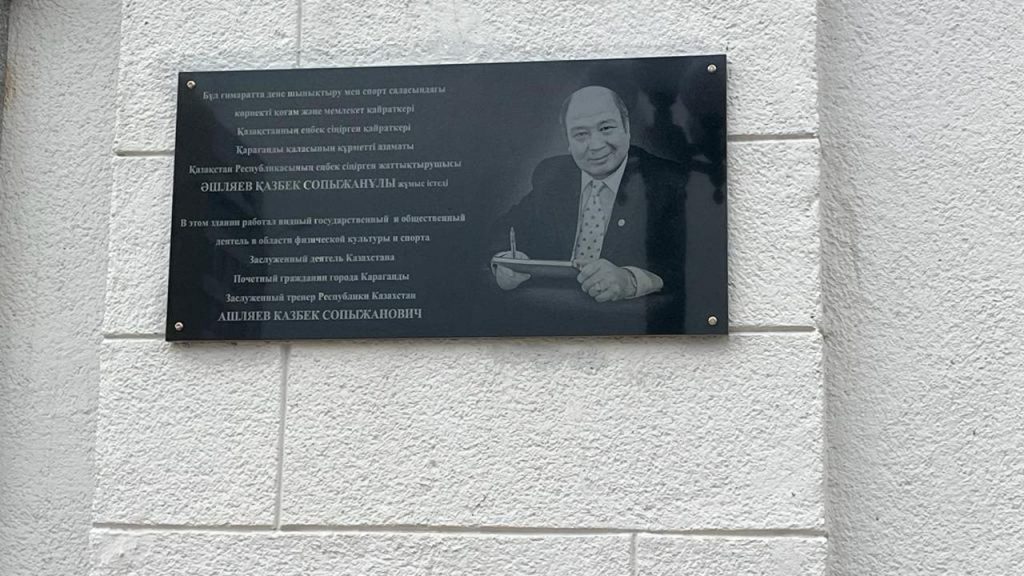 Бұл ғимаратта дене шынықтыру мен спорт саласындағы
көрнекті қоғам және мемлекет қайраткері
Қазақстанның еңбек сіңірген қайраткері
Қарағанды қаласының құрметті азаматы
Қазақстан Республикасының еңбек сіңірген жаттықтырушысы
ӘШЛЯЕВ ҚАЗБЕК СОПЫЖАНҰЛЫ жұмыс істеді
В этом здании работал видный государственный и общественный
деятель в области физической культуры и спорта
Заслуженный деятель Казахстана
Почетный гражданин города Караганды
Заслуженный тренер Республики Казахстан
АШЛЯЕВ КАЗБЕК СОПЫЖАНОВИЧ